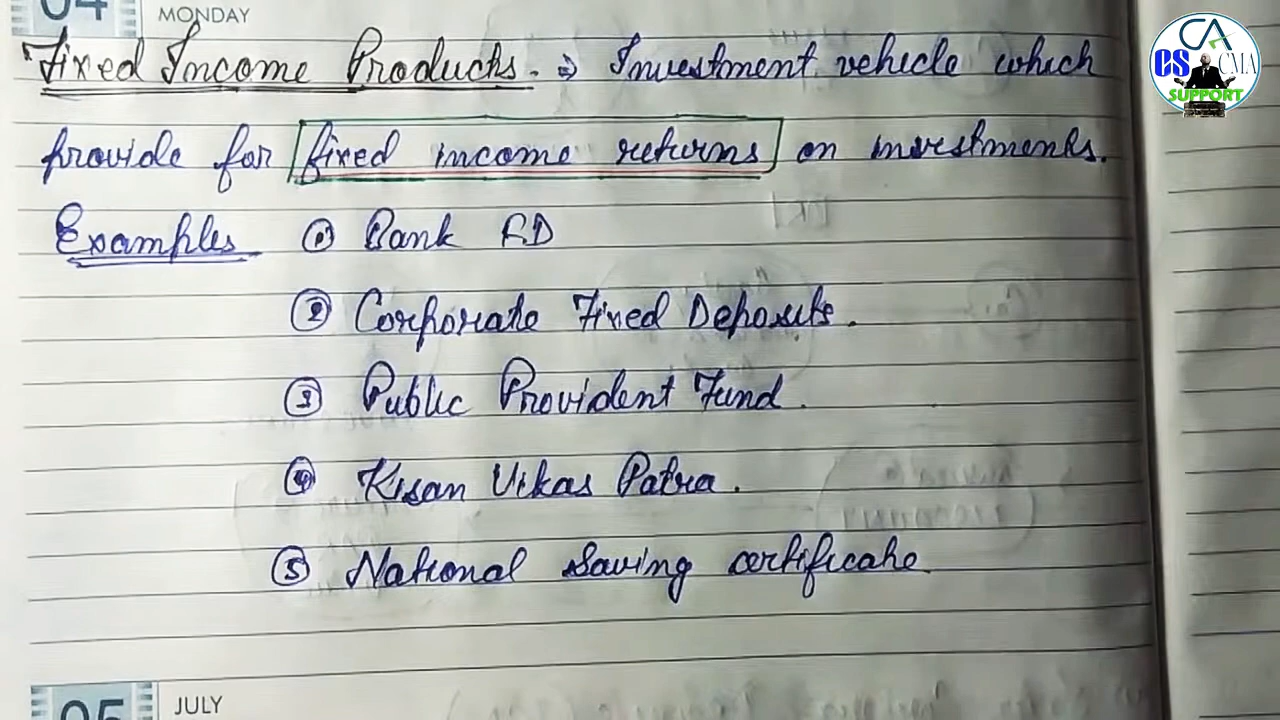 04 MONDAY
Fixed Income Products. ⇒ Investment vehicle which
provide for fixed income returns on investments.
Examples ① Bank FD
② Corporate Fixed Deposits.
③ Public Provident Fund.
④ Kisan Vikas Patra.
⑤ National Saving certificate
05 JULY
CA
CS CMA
SUPPORT